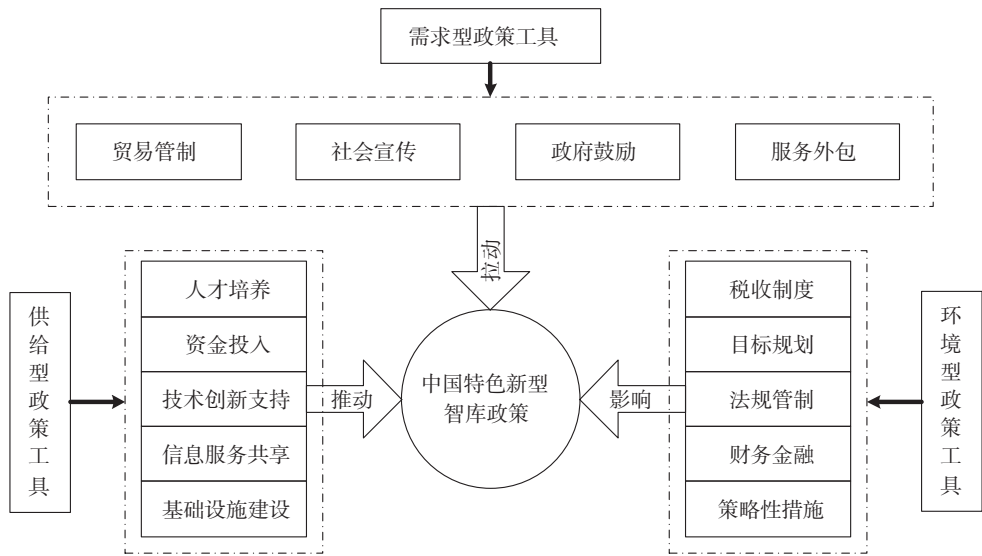 需求型政策工具
贸易管制
社会宣传
政府鼓励
服务外包
拉动
供给型政策工具
人才培养
资金投入
技术创新支持
信息服务共享
基础设施建设
推动
中国特色新型
智库政策
影响
税收制度
目标规划
法规管制
财务金融
策略性措施
环境型政策工具